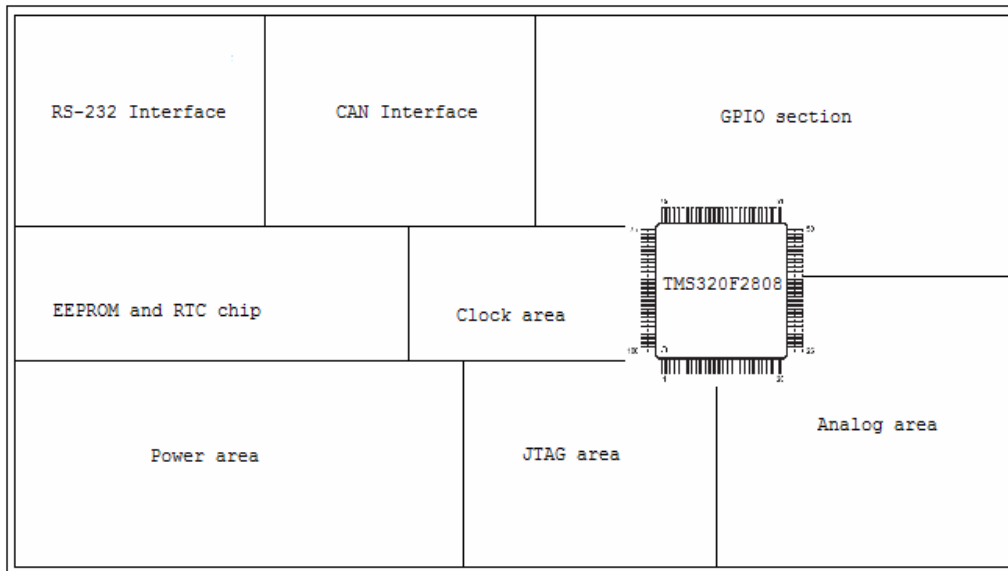 RS-232 Interface
CAN Interface
GPIO section
TMS320F2808
EEPROM and RTC chip
Clock area
Analog area
Power area
JTAG area